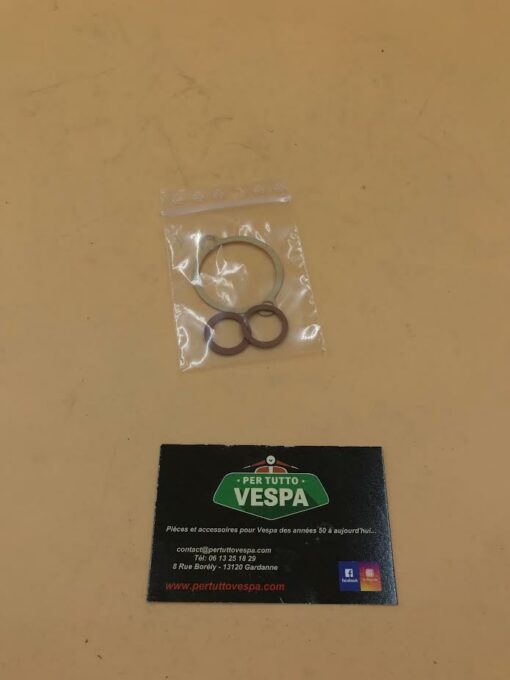 · PER TUTTO ·
VESPA
Pièces et accessoires pour Vespa des années 50 à aujourd'hui...
contact@pertuttovespa.com
Tél: 06 13 25 18 29
8 Rue Borély - 13120 Gardanne
www.pertuttovespa.com
facebook